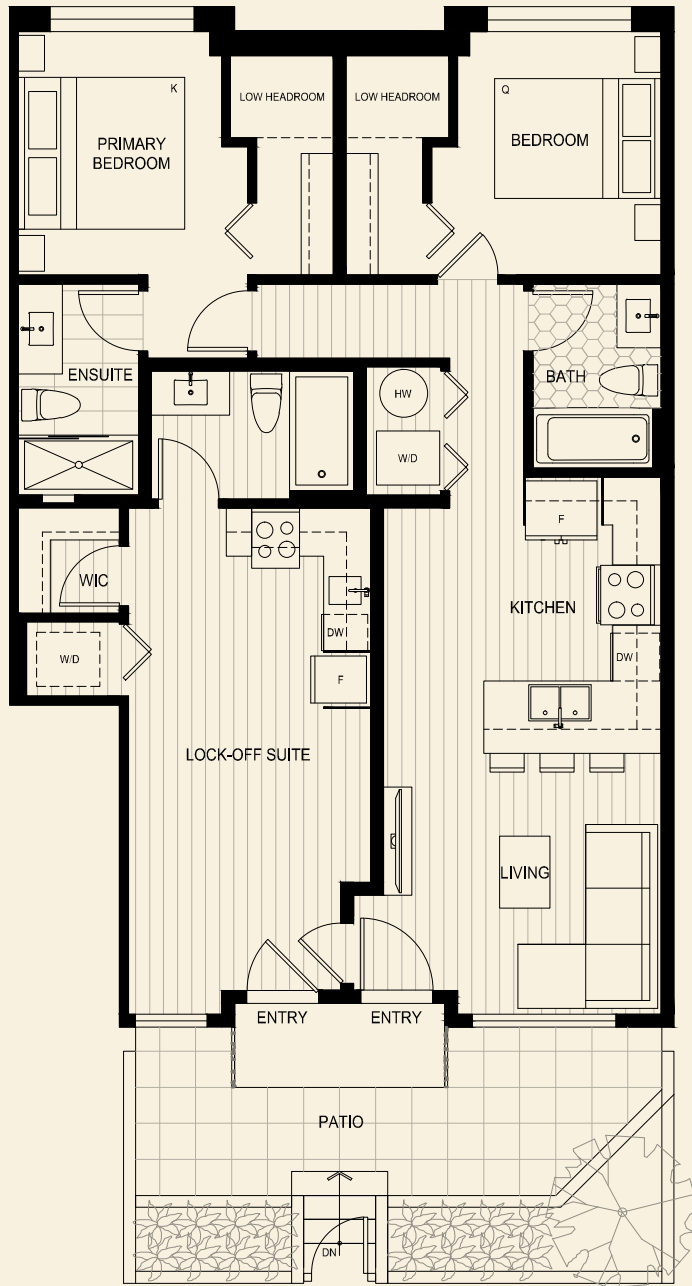 K
LOW HEADROOM
LOW HEADROOM
Q
PRIMARY
BEDROOM
BEDROOM
ENSUITE
BATH
HW
W/D
F
WIC
KITCHEN
DW
DW
W/D
F
LOCK-OFF SUITE
LIVING
ENTRY
ENTRY
PATIO
DN